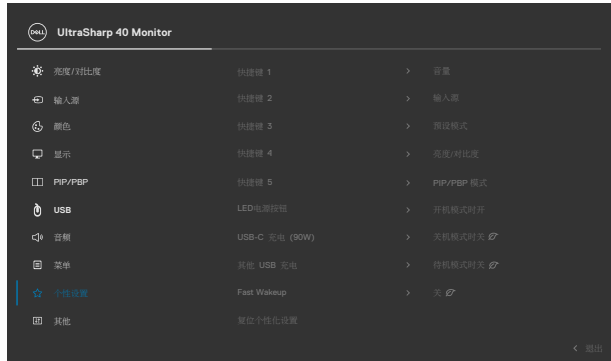 DELL UltraSharp 40 Monitor
亮度/对比度 快捷键 1 音量
输入源 快捷键 2 输入源
颜色 快捷键 3 预设模式
显示 快捷键 4 亮度/对比度
PIP/PBP 快捷键 5 PIP/PBP 模式
USB LED电源按钮 开机模式时开
音频 USB-C 充电 (90W) 关机模式时关
菜单 其他 USB 充电 待机模式时关
个性设置 Fast Wakeup 关
其他 复位个性化设置
退出